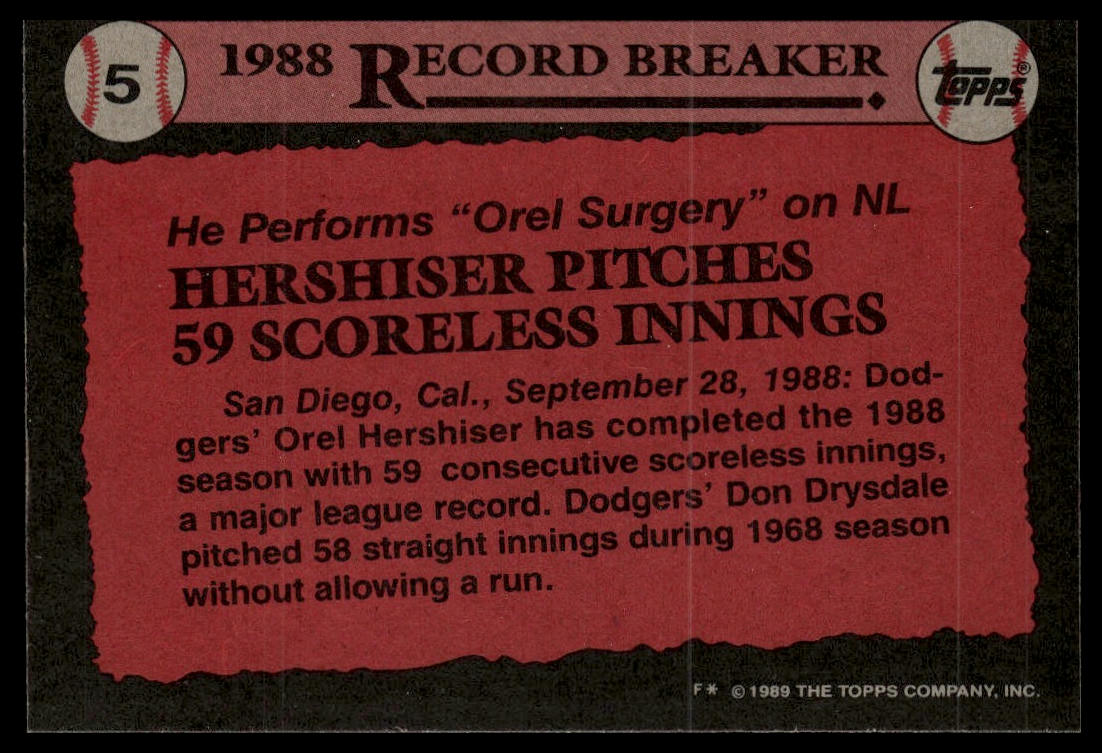 5
1988 RECORD BREAKER
Topps®
He Performs “Orel Surgery” on NL
HERSHISER PITCHES
59 SCORELESS INNINGS
San Diego, Cal., September 28, 1988: Dod-
gers’ Orel Hershiser has completed the 1988
season with 59 consecutive scoreless innings,
a major league record. Dodgers’ Don Drysdale
pitched 58 straight innings during 1968 season
without allowing a run.
F* © 1989 THE TOPPS COMPANY, INC.